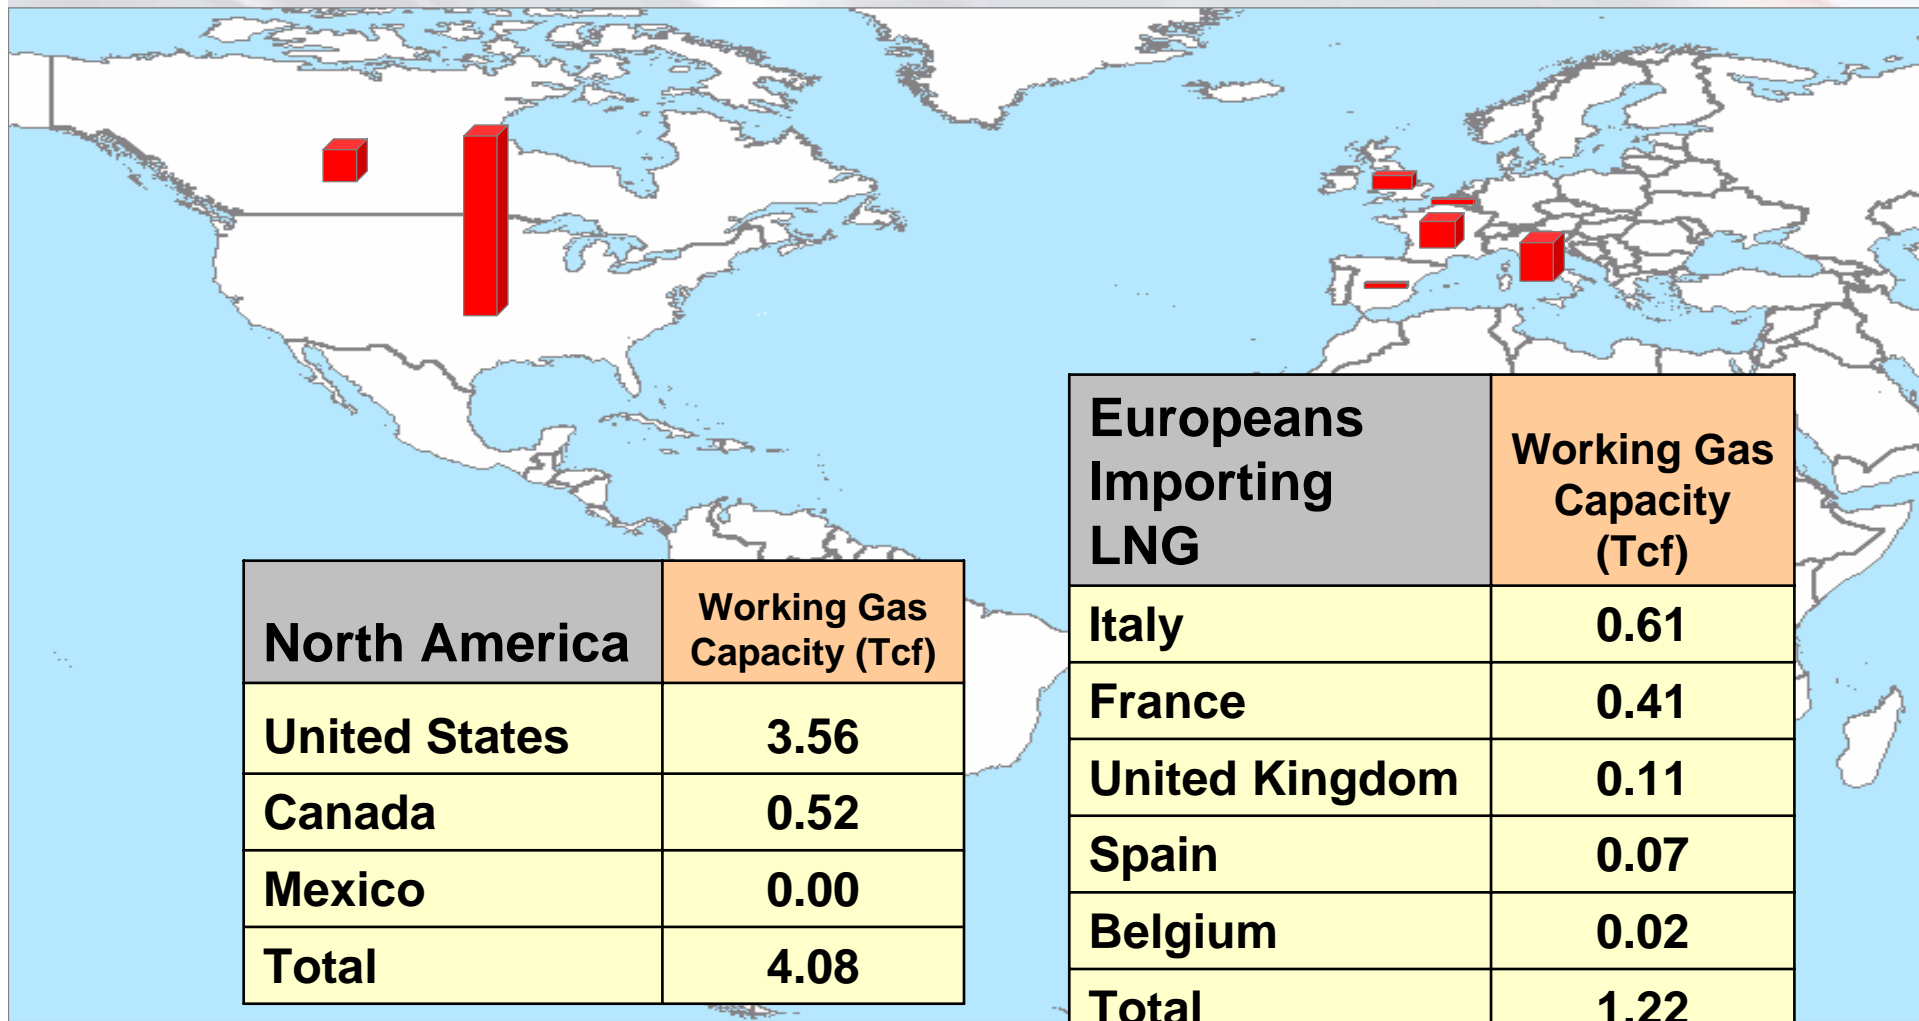 North America
Working Gas
Capacity (Tcf)
United States 3.56
Canada 0.52
Mexico 0.00
Total 4.08
Europeans
Importing
LNG
Working Gas
Capacity
(Tcf)
Italy 0.61
France 0.41
United Kingdom 0.11
Spain 0.07
Belgium 0.02
Total 1.22